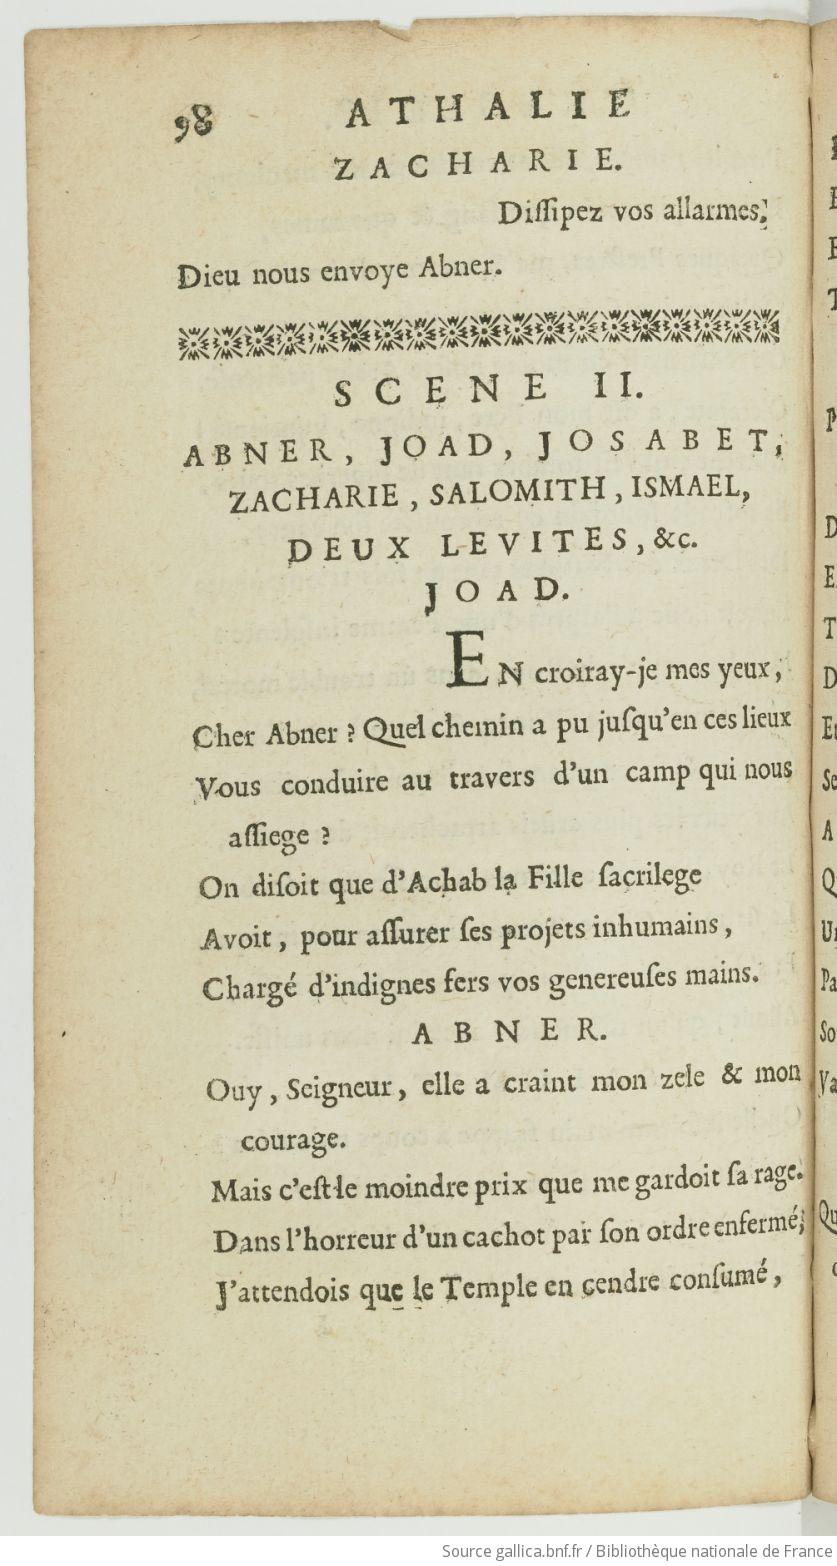 98 ATHALIE
ZACHARIE.
Diſſipez vos allarmes,
Dieu nous envoye Abner.
SCENE II.
ABNER, JOAD, JOSABET,
ZACHARIE, SALOMITH, ISMAEL,
DEUX LEVITES, &c.
JOAD.
EN croiray-je mes yeux,
Cher Abner ? Quel chemin a pu juſqu'en ces lieux
Vous conduire au travers d'un camp qui nous
aſſiege ?
On diſoit que d'Achab la Fille ſacrilege
Avoit, pour aſſurer ſes projets inhumains,
Chargé d'indignes fers vos genereuſes mains.
ABNER.
Ouy, Seigneur, elle a craint mon zele & mon
courage.
Mais c'eſt-le moindre prix que me gardoit ſa rage.
Dans l'horreur d'un cachot par ſon ordre enfermé,
J'attendois que le Temple en cendre conſumé,
Source gallica.bnf.fr / Bibliothèque nationale de France